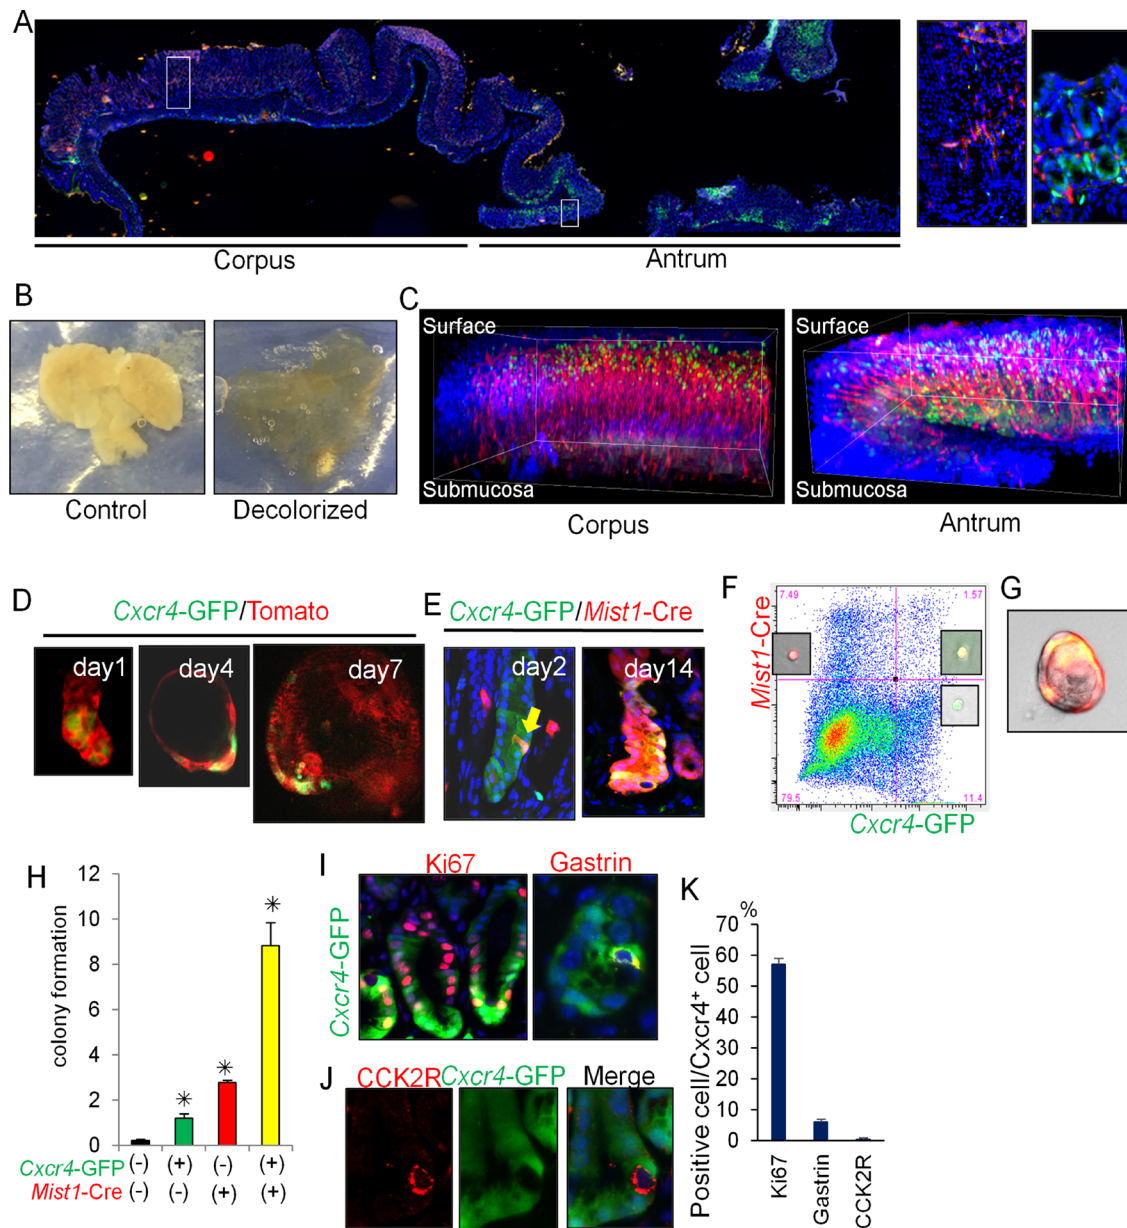 A
Corpus
Antrum
B
Control
Decolorized
C
Surface
Submucosa
Corpus
Surface
Submucosa
Antrum
D
Cxcr4-GFP/Tomato
day1
day4
day7
E
Cxcr4-GFP/Mist1-Cre
day2
day14
F
Mist1-Cre
7.49
1.57
79.5
11.4
Cxcr4-GFP
G
H
colony formation
12
10
8
6
4
2
0
Cxcr4-GFP (-) (+) (-) (+)
Mist1-Cre (-) (-) (+) (+)
I
Ki67
Gastrin
Cxcr4-GFP
J
CCK2R
Cxcr4-GFP
Merge
K
%
Positive cell/Cxcr4⁺ cell
70
60
50
40
30
20
10
0
Ki67
Gastrin
CCK2R